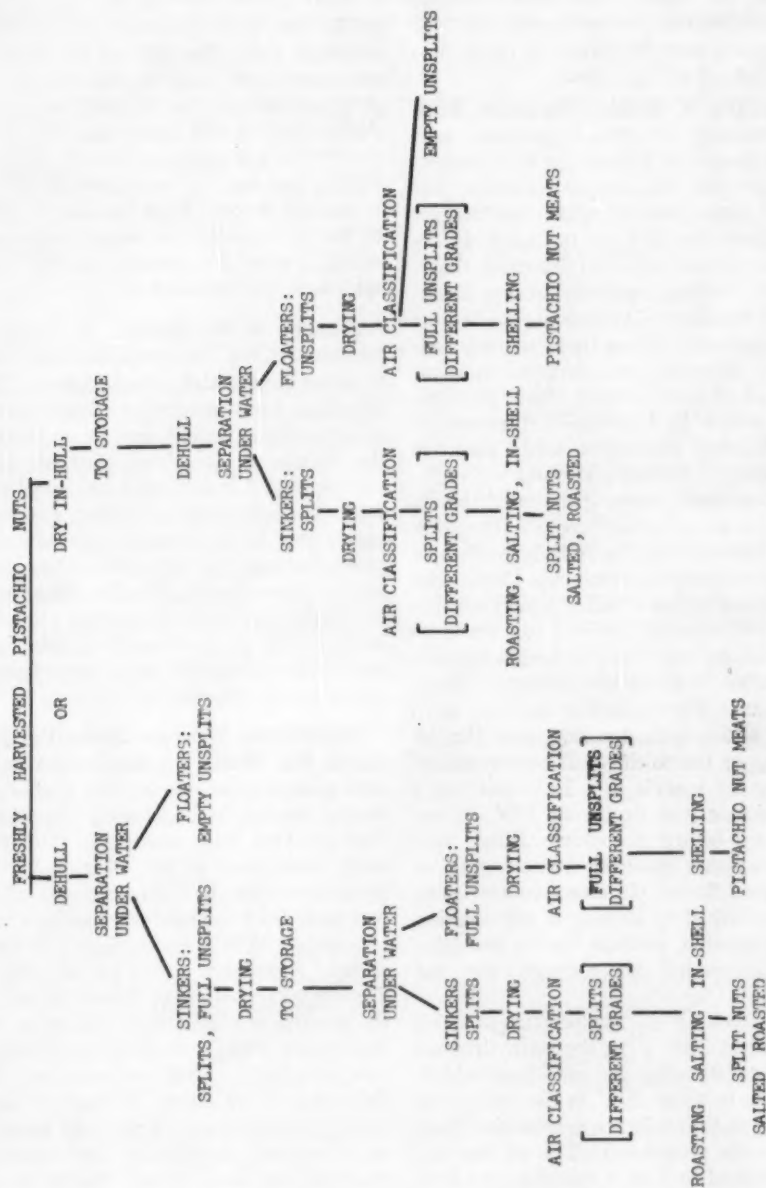 FRESHLY HARVESTED PISTACHIO NUTS
DEHULL OR DRY IN-HULL
SEPARATION
UNDER WATER
SINKERS:
SPLITS, FULL UNSPLITS
FLOATERS:
EMPTY UNSPLITS
DRYING
TO STORAGE
SEPARATION
UNDER WATER
SINKERS
SPLITS
DRYING
AIR CLASSIFICATION
SPLITS
DIFFERENT GRADES
ROASTING SALTING IN-SHELL
SPLIT NUTS
SALTED ROASTED
FLOATERS:
FULL UNSPLITS
DRYING
AIR CLASSIFICATION
FULL UNSPLITS
DIFFERENT GRADES
SHELLING
PISTACHIO NUT MEATS
TO STORAGE
DEHULL
SEPARATION
UNDER WATER
SINKERS:
SPLITS
DRYING
AIR CLASSIFICATION
SPLITS
DIFFERENT GRADES
ROASTING, SALTING, IN-SHELL
SPLIT NUTS
SALTED, ROASTED
FLOATERS:
UNSPLITS
DRYING
AIR CLASSIFICATION
FULL UNSPLITS
DIFFERENT GRADES
SHELLING
PISTACHIO NUT MEATS
EMPTY UNSPLITS